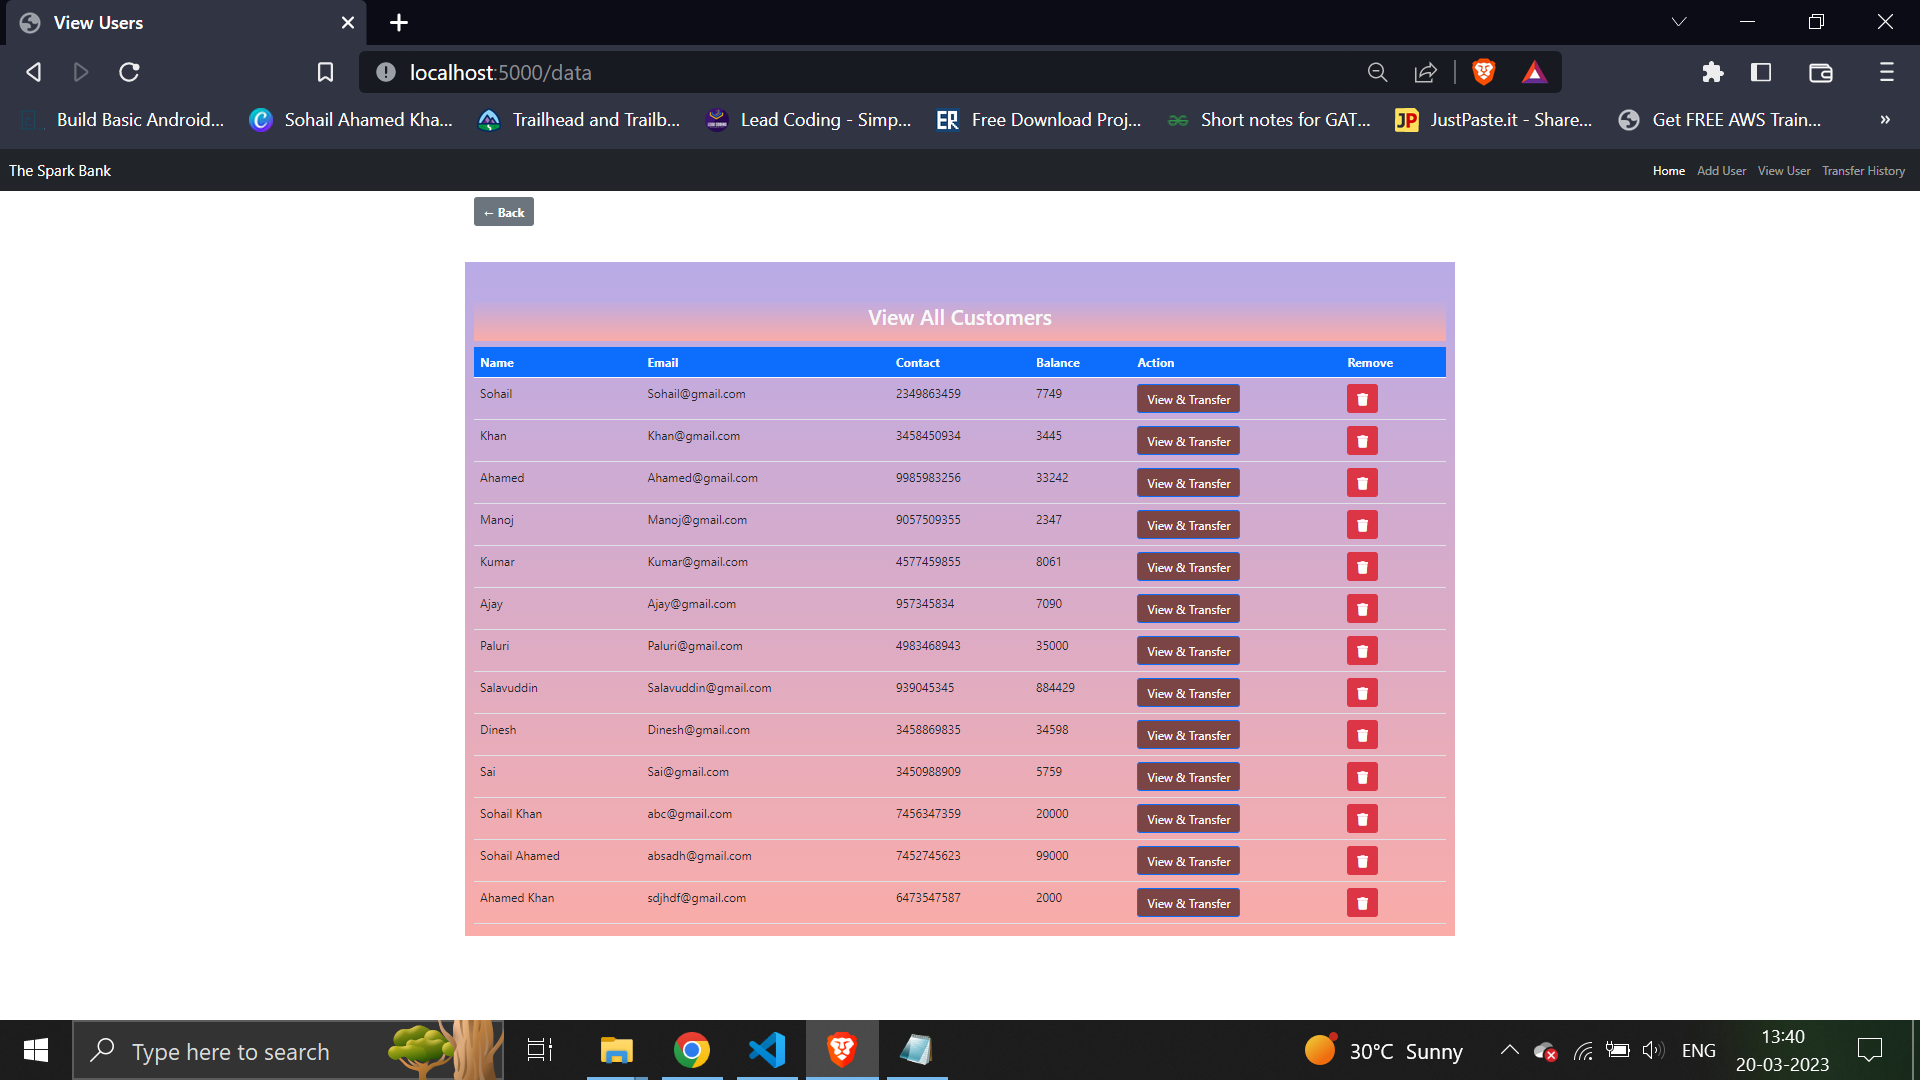 View Users
localhost:5000/data
Build Basic Android... Sohail Ahamed Kha... Trailhead and Trailb... Lead Coding - Simp... ER Free Download Proj... Short notes for GAT... JP JustPaste.it - Share... Get FREE AWS Train... »
The Spark Bank Home Add User View User Transfer History
← Back
View All Customers
Name Email Contact Balance Action Remove
Sohail Sohail@gmail.com 2349863459 7749 View & Transfer
Khan Khan@gmail.com 3458450934 3445 View & Transfer
Ahamed Ahamed@gmail.com 9985983256 33242 View & Transfer
Manoj Manoj@gmail.com 9057509355 2347 View & Transfer
Kumar Kumar@gmail.com 4577459855 8061 View & Transfer
Ajay Ajay@gmail.com 957345834 7090 View & Transfer
Paluri Paluri@gmail.com 4983468943 35000 View & Transfer
Salavuddin Salavuddin@gmail.com 939045345 884429 View & Transfer
Dinesh Dinesh@gmail.com 3458869835 34598 View & Transfer
Sai Sai@gmail.com 3450988909 5759 View & Transfer
Sohail Khan abc@gmail.com 7456347359 20000 View & Transfer
Sohail Ahamed absadh@gmail.com 7452745623 99000 View & Transfer
Ahamed Khan sdjhdf@gmail.com 6473547587 2000 View & Transfer
Type here to search 30°C Sunny ENG 13:40
20-03-2023